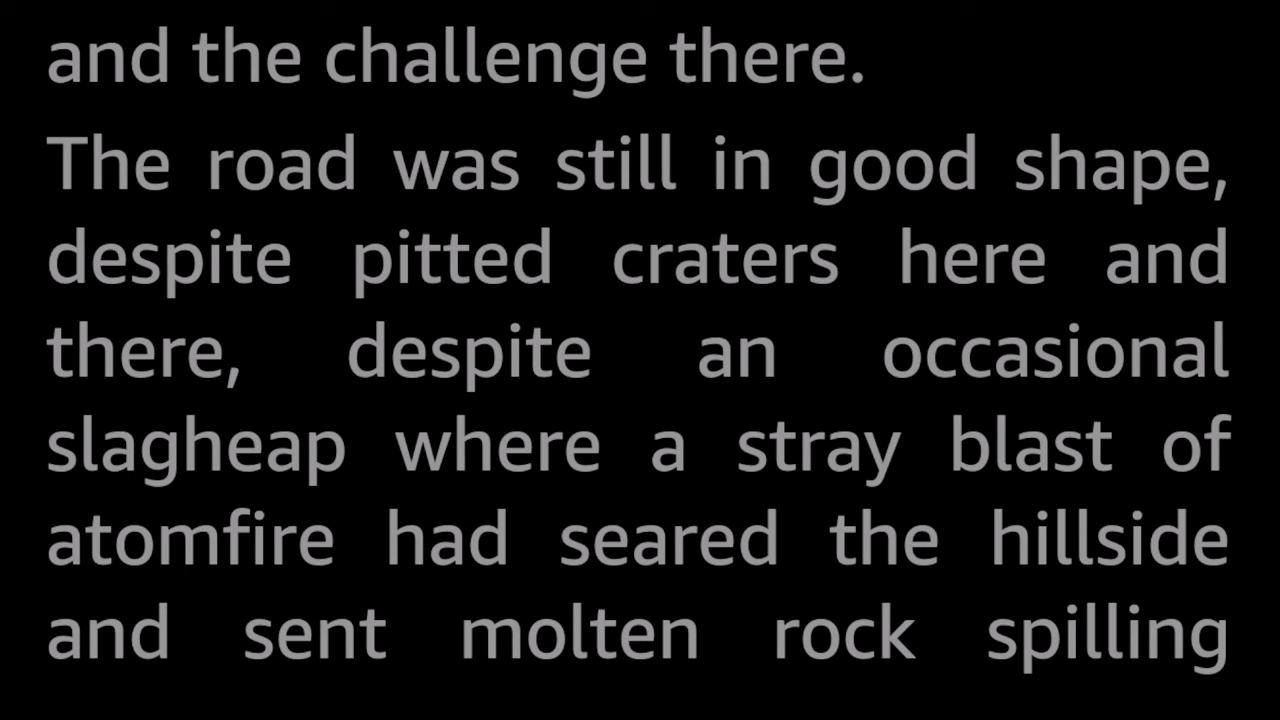 and the challenge there.
The road was still in good shape,
despite pitted craters here and
there, despite an occasional
slagheap where a stray blast of
atomfire had seared the hillside
and sent molten rock spilling